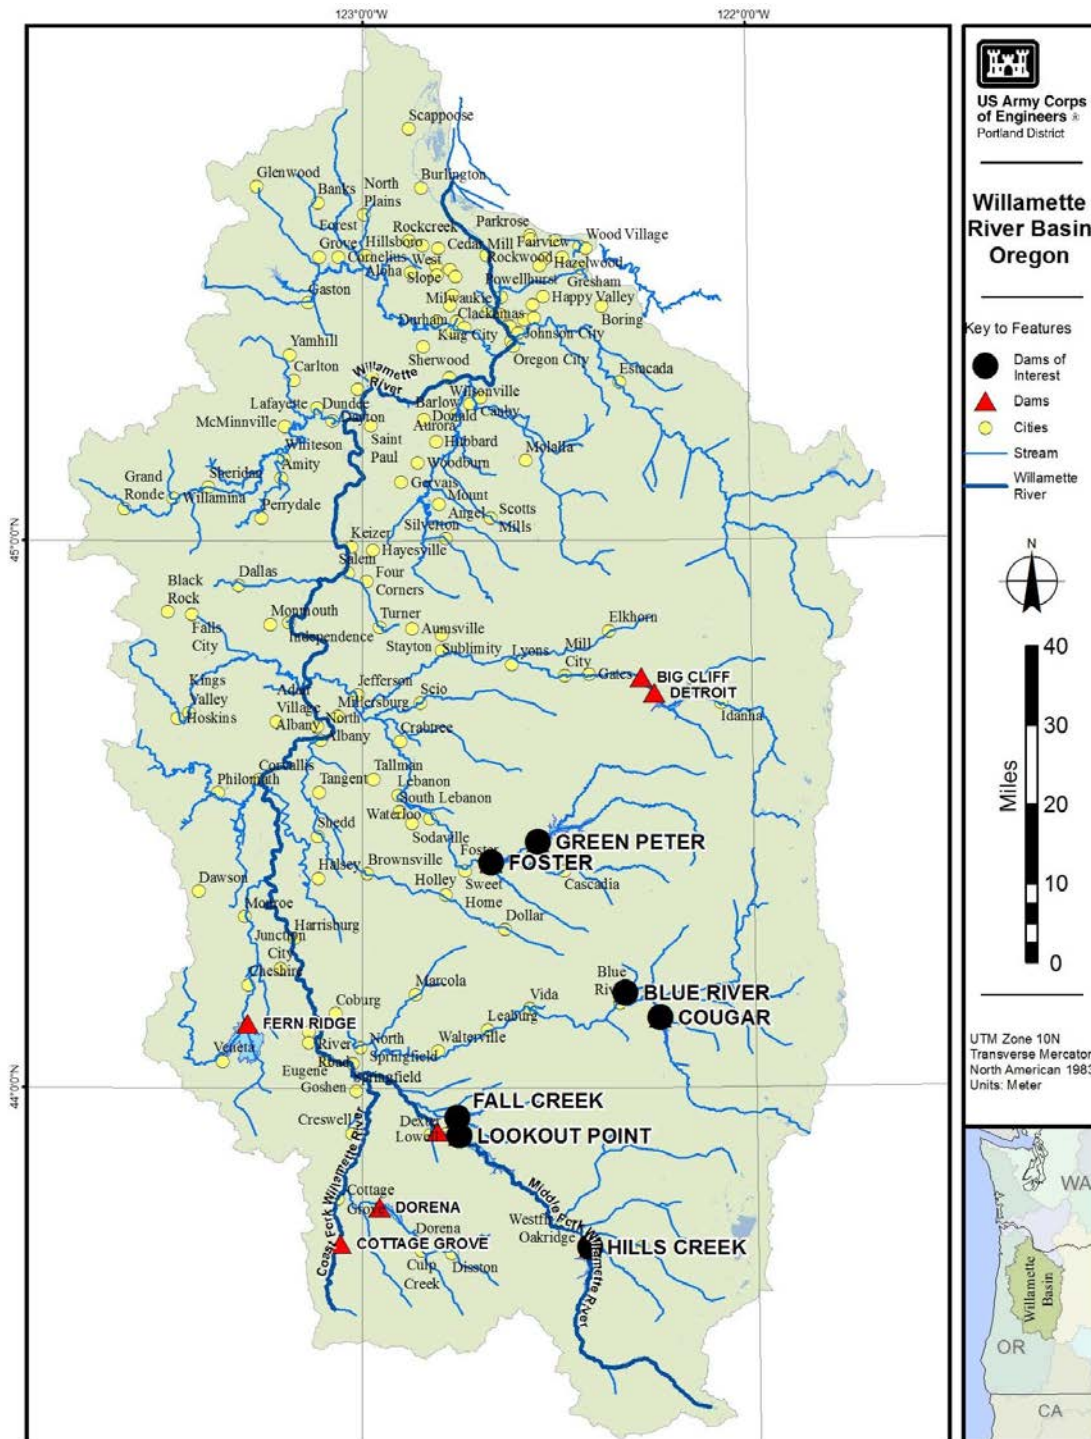 123°0'0"W
122°0'0"W
US Army Corps
of Engineers ®
Portland District
Willamette
River Basin
Oregon
Key to Features
Dams of
Interest
Dams
Cities
Stream
Willamette
River
N
Miles
40
30
20
10
0
UTM Zone 10N
Transverse Mercator
North American 1983
Units: Meter
WA
Willamette
Basin
OR
CA
45°0'0"N
44°0'0"N
Scappoose
Glenwood
Banks
North
Plains
Burlington
Forest
Grove
Hillsboro
Cornelius
Rockcreek
Cedar Mill
Parkrose
Fairview
Wood Village
Rockwood
Hazelwood
Aloha
West
Slope
Powellhurst
Gresham
Gaston
Milwaukie
Happy Valley
Durham
Clackamas
Boring
King City
Johnson City
Yamhill
Sherwood
Oregon City
Carlton
Willamette
River
Estacada
Wilsonville
Lafayette
Dundee
Barlow
Canby
McMinnville
Dayton
Donald
Aurora
Whiteson
Saint
Paul
Hubbard
Molalla
Amity
Woodburn
Grand
Ronde
Sheridan
Willamina
Gervais
Mount
Angel
Scotts
Mills
Perrydale
Silverton
Keizer
Hayesville
Salem
Black
Rock
Dallas
Four
Corners
Falls
City
Monmouth
Independence
Turner
Aumsville
Elkhorn
Stayton
Sublimity
Lyons
Mill
City
Gates
BIG CLIFF
DETROIT
Idanha
Kings
Valley
Hoskins
Adair
Village
Jefferson
Scio
Millersburg
North
Albany
Albany
Crabtree
Corvallis
Philomath
Tangent
Tallman
Lebanon
South Lebanon
Waterloo
Sodaville
Shedd
GREEN PETER
FOSTER
Foster
Halsey
Brownsville
Holley
Sweet
Home
Cascadia
Dawson
Monroe
Harrisburg
Dollar
Junction
City
Cheshire
Blue
River
BLUE RIVER
COUGAR
Marcola
Vida
Coburg
Leaburg
FERN RIDGE
Walterville
Veneta
River
Road
North
Springfield
Eugene
Springfield
Goshen
FALL CREEK
Creswell
Dexter
Lowell
LOOKOUT POINT
Coast Fork Willamette River
Middle Fork Willamette River
Cottage
Grove
DORENA
Westfir
Oakridge
Dorena
COTTAGE GROVE
HILLS CREEK
Culp
Creek
Disston